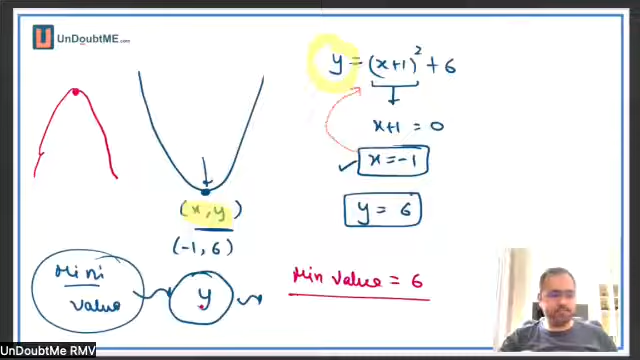 UnDoubtME.com
y = (x+1)² + 6
x+1 = 0
x = -1
y = 6
(x, y)
(-1, 6)
Mini value
y
Min value = 6
UnDoubtMe RMV